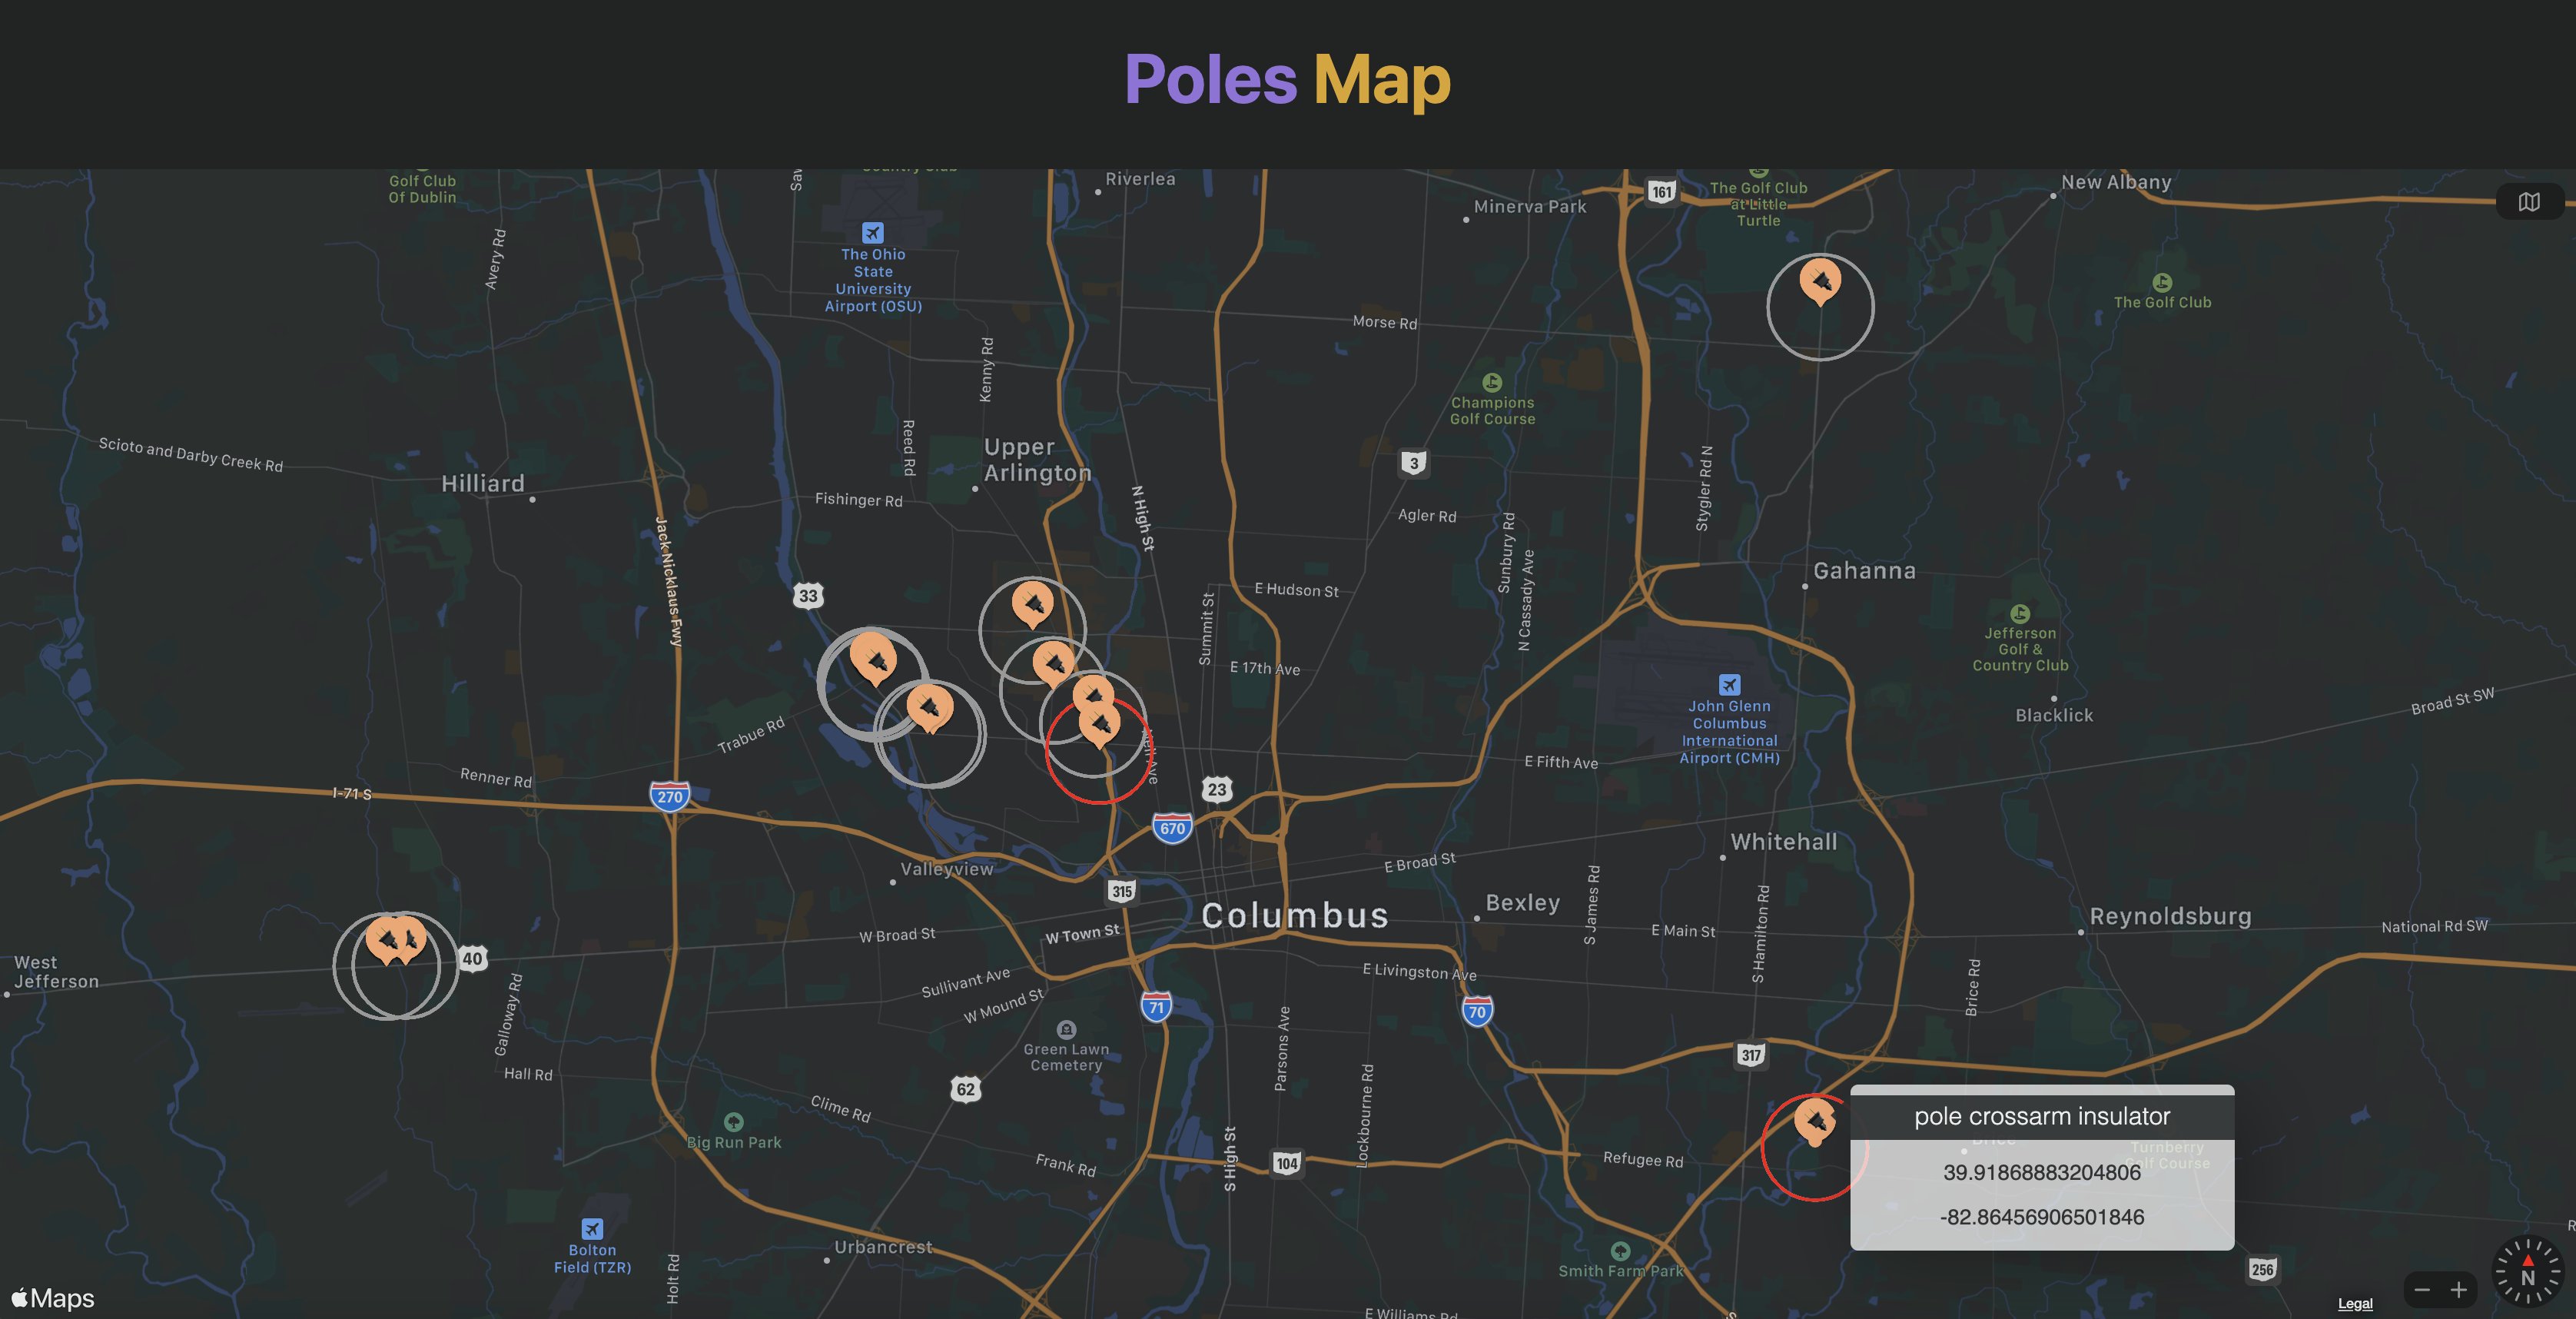 Poles Map
Riverlea
New Albany
Golf Club
Of Dublin
Minerva Park
161
The Golf Club
at Little
Turtle
Avery Rd
The Ohio
State
University
Airport (OSU)
The Golf Club
Morse Rd
Kenny Rd
Champions
Golf Course
Reed Rd
Scioto and Darby Creek Rd
Upper
Arlington
Hilliard
3
Stygler Rd N
Fishinger Rd
N High St
Agler Rd
Jack Nicklaus Fwy
Sunbury Rd
N Cassady Ave
33
E Hudson St
Gahanna
Summit St
E 17th Ave
Jefferson
Golf &
Country Club
John Glenn
Columbus
International
Airport (CMH)
Blacklick
Broad St SW
Trabue Rd
Renner Rd
I-71 S
270
E Fifth Ave
23
670
Whitehall
Valleyview
E Broad St
315
Columbus
Bexley
Reynoldsburg
W Broad St
W Town St
S James Rd
E Main St
S Hamilton Rd
National Rd SW
West
Jefferson
40
Sullivant Ave
E Livingston Ave
Brice Rd
Galloway Rd
W Mound St
71
70
Green Lawn
Cemetery
Parsons Ave
Lockbourne Rd
317
Hall Rd
62
Clime Rd
Big Run Park
pole crossarm insulator
Brice
Turnberry
Golf Course
39.91868883204806
-82.86456906501846
Frank Rd
S High St
104
Refugee Rd
Bolton
Field (TZR)
Holt Rd
Urbancrest
Smith Farm Park
256
N
Maps
E Williams Rd
Legal